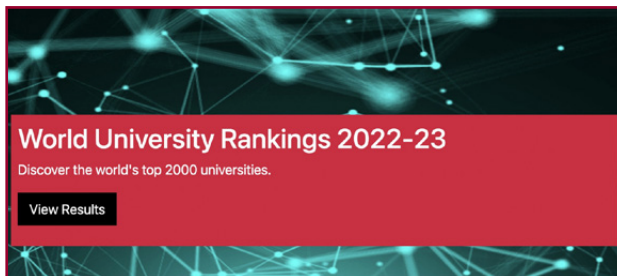 World University Rankings 2022-23
Discover the world's top 2000 universities.
View Results